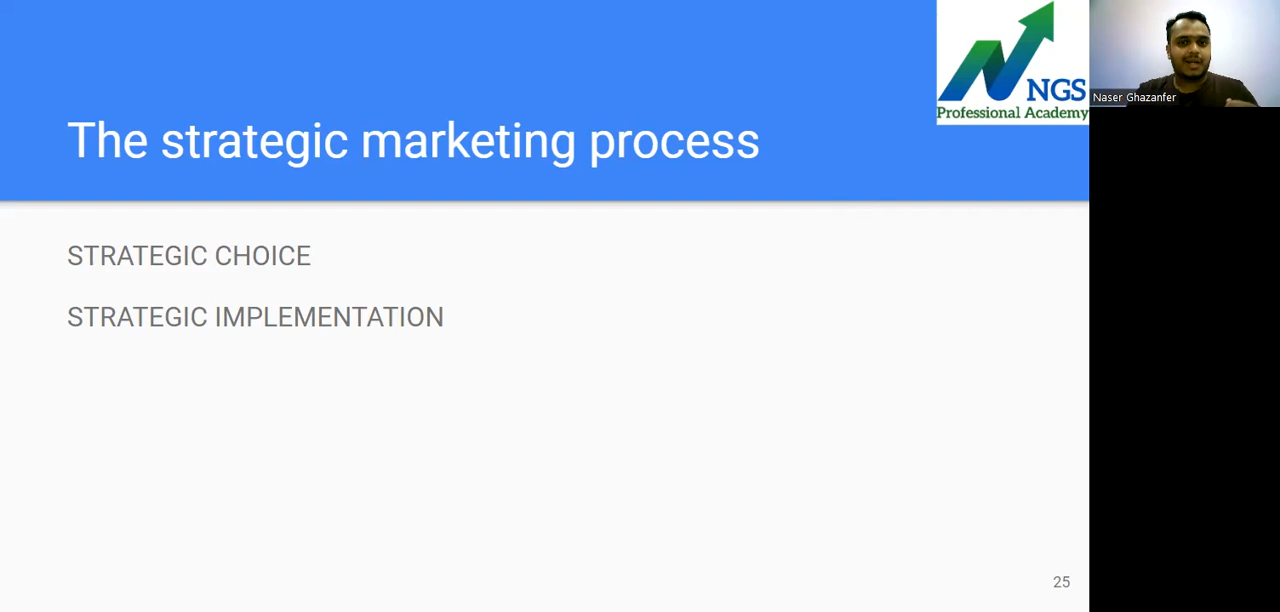 NGS
Professional Academy
Naser Ghazanfer
The strategic marketing process
STRATEGIC CHOICE
STRATEGIC IMPLEMENTATION
25